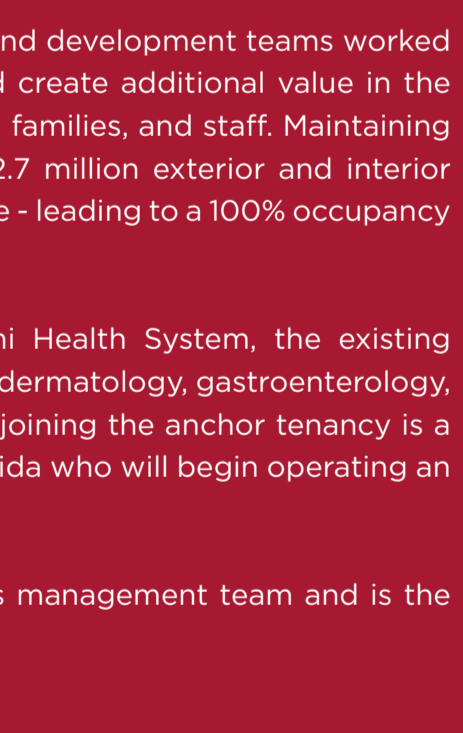 nd development teams worked
create additional value in the
families, and staff. Maintaining
2.7 million exterior and interior
e - leading to a 100% occupancy
ni Health System, the existing
dermatology, gastroenterology,
joining the anchor tenancy is a
ida who will begin operating an
s management team and is the